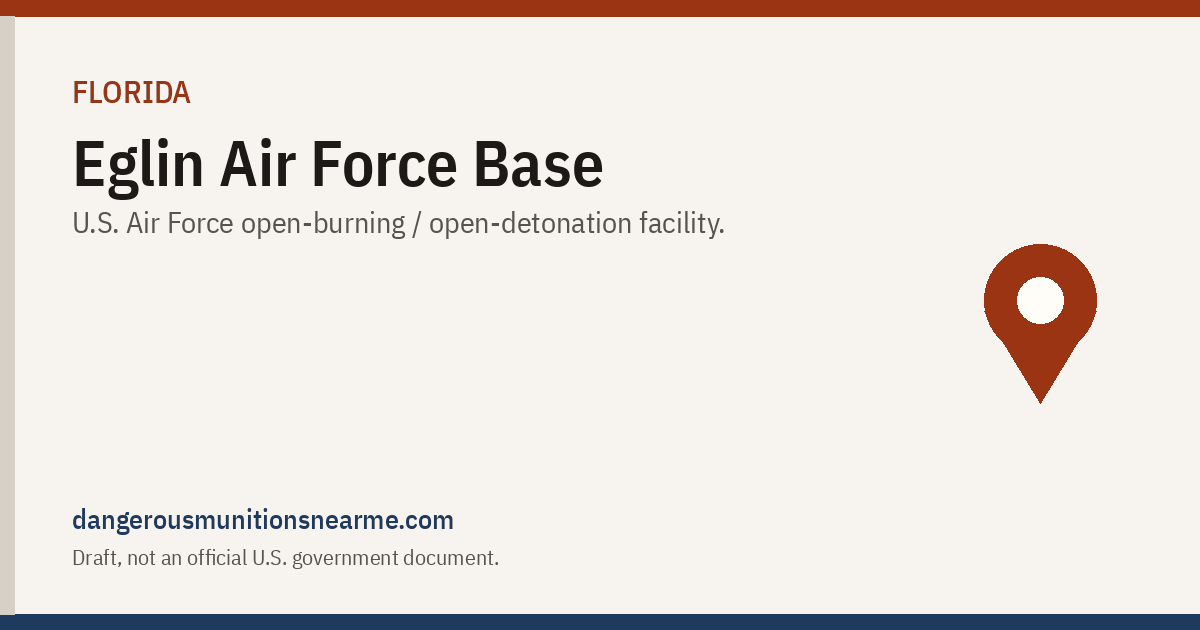 FLORIDA
Eglin Air Force Base
U.S. Air Force open-burning / open-detonation facility.
dangerousmunitionsnearme.com
Draft, not an official U.S. government document.